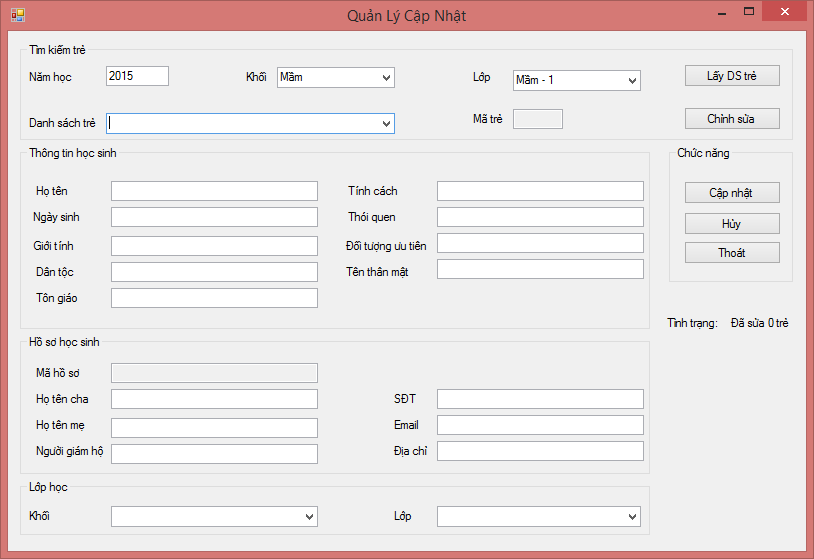 Quản Lý Cập Nhật
Tìm kiếm trẻ
Năm học 2015 Khối Mầm Lớp Mầm - 1 Lấy DS trẻ
Danh sách trẻ Mã trẻ Chỉnh sửa
Thông tin học sinh Chức năng
Họ tên Tính cách Cập nhật
Ngày sinh Thói quen Hủy
Giới tính Đối tượng ưu tiên Thoát
Dân tộc Tên thân mật
Tôn giáo
Tình trạng: Đã sửa 0 trẻ
Hồ sơ học sinh
Mã hồ sơ
Họ tên cha SĐT
Họ tên mẹ Email
Người giám hộ Địa chỉ
Lớp học
Khối Lớp